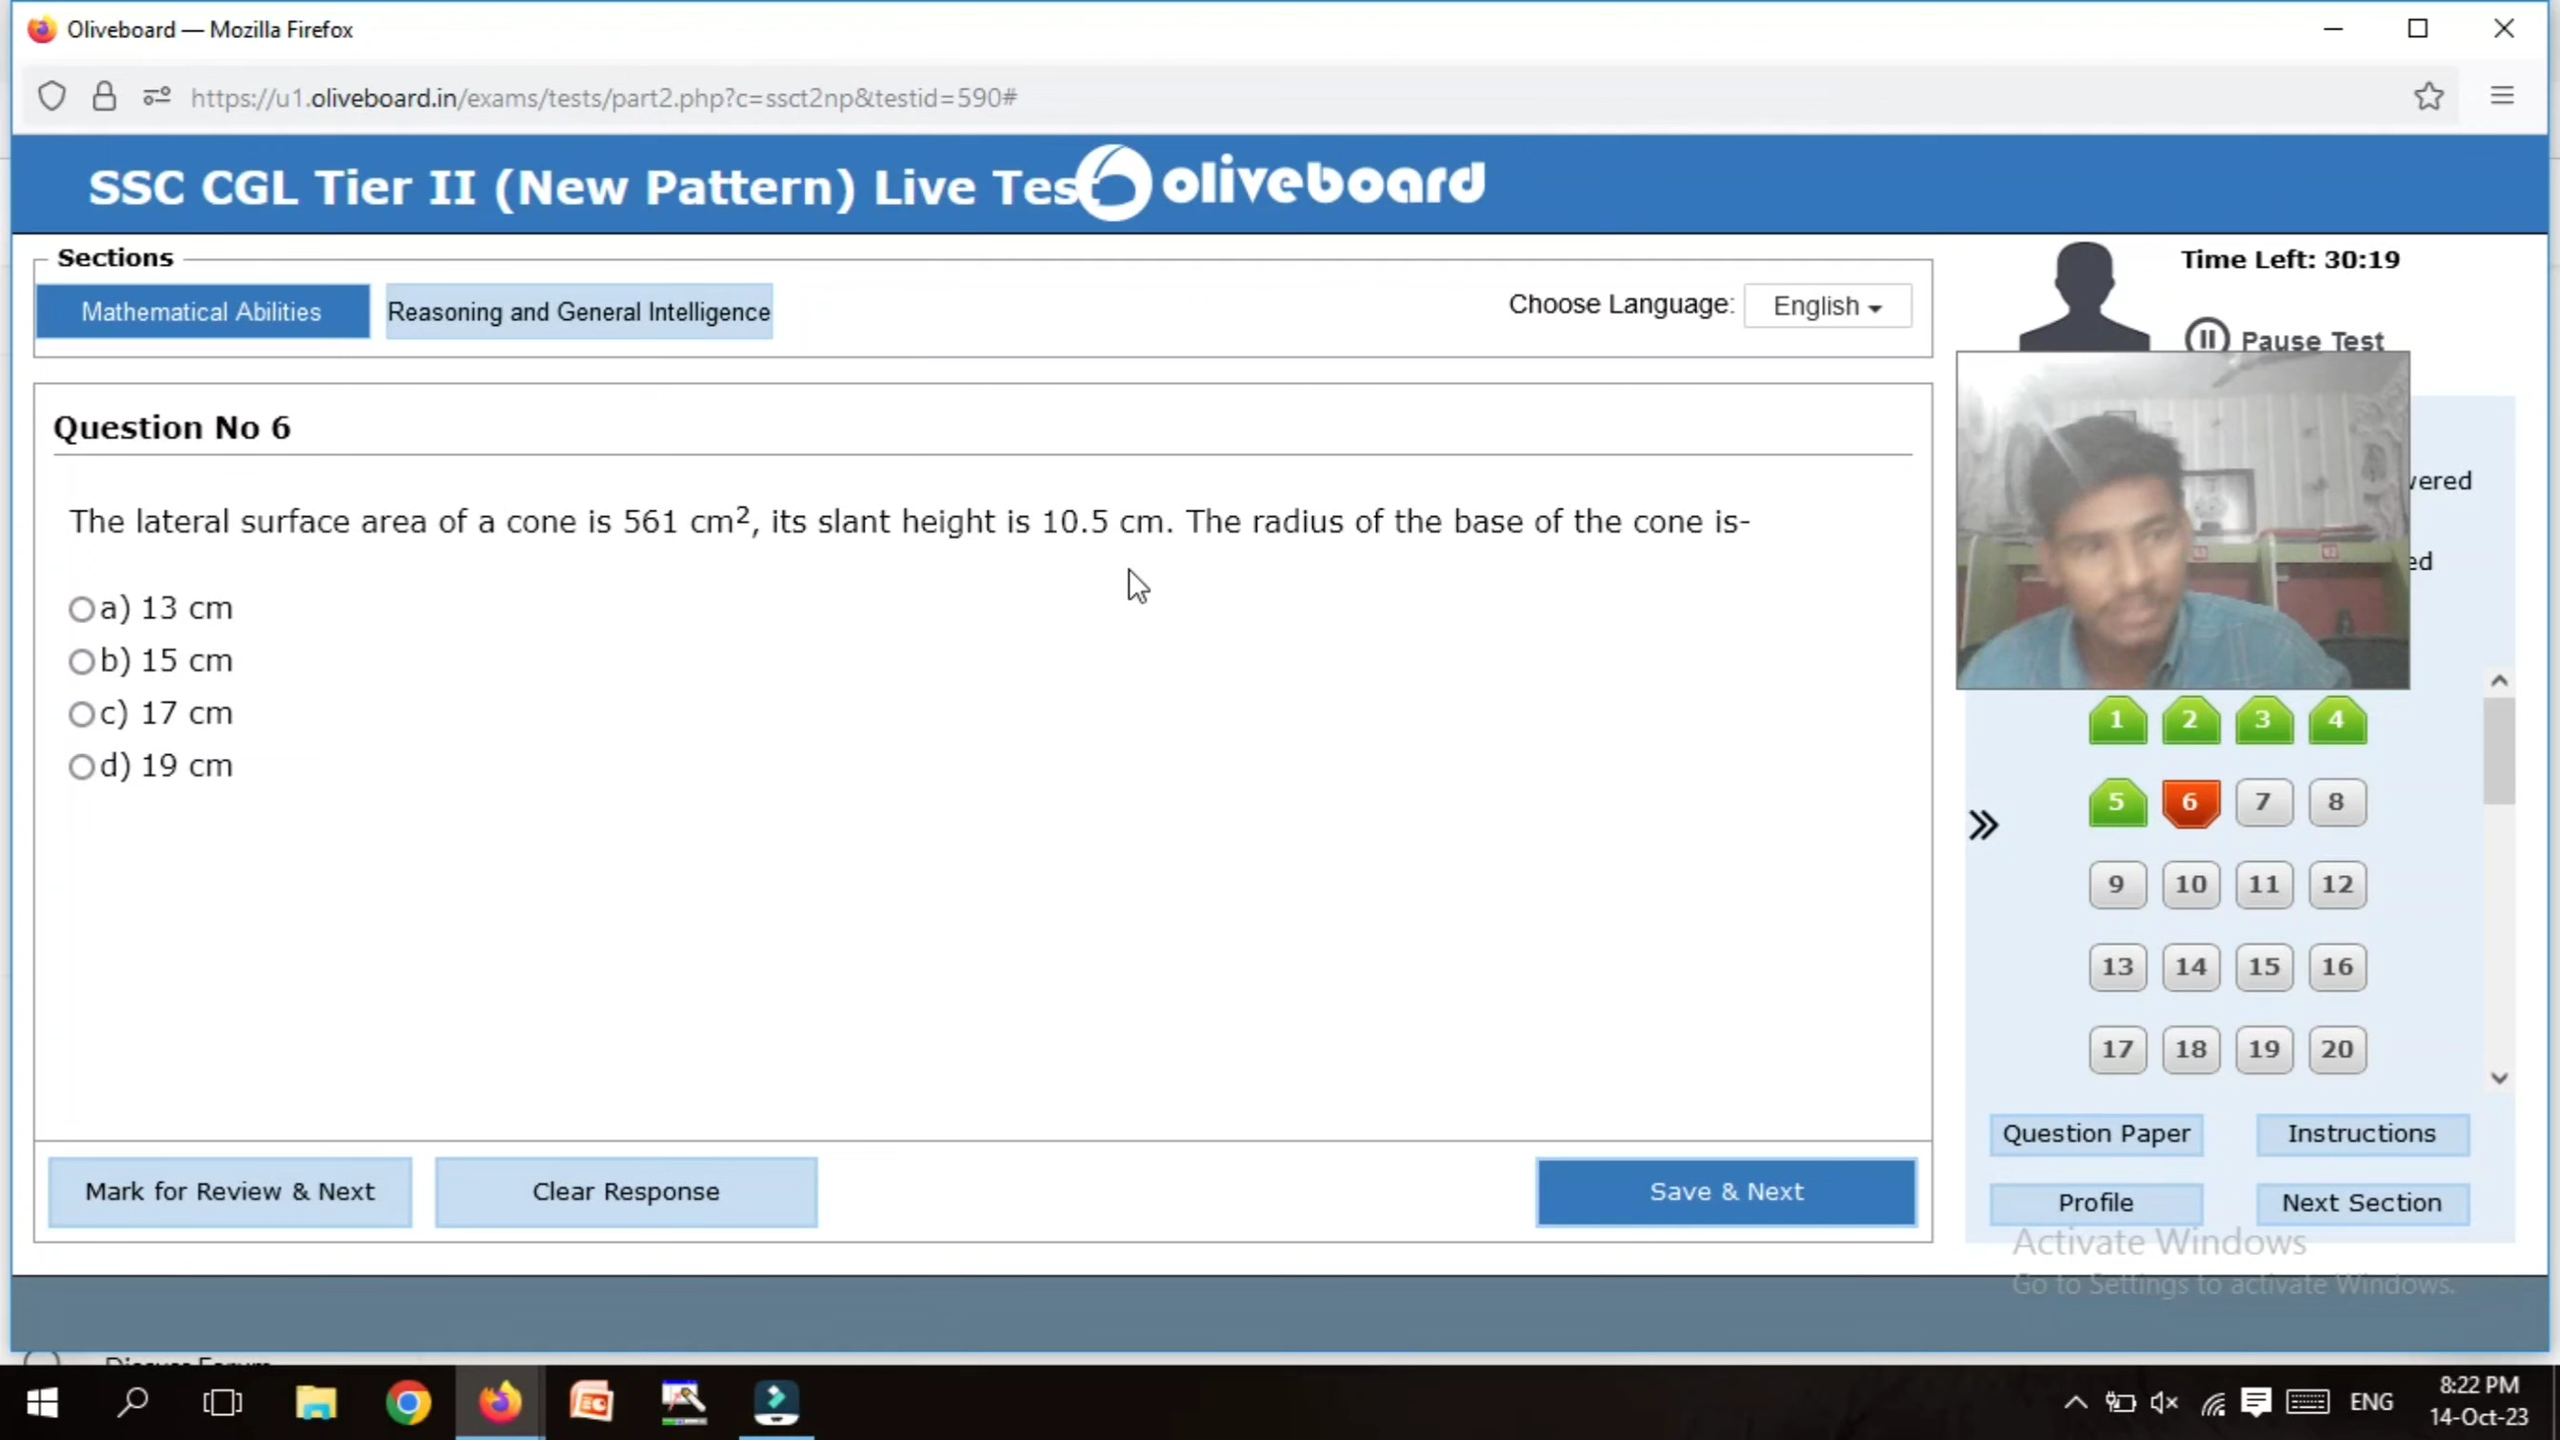 Oliveboard — Mozilla Firefox
https://u1.oliveboard.in/exams/tests/part2.php?c=ssct2np&testid=590#
SSC CGL Tier II (New Pattern) Live Tes
oliveboard
Sections
Mathematical Abilities
Reasoning and General Intelligence
Choose Language:
English
Time Left: 30:19
Pause Test
Question No 6
The lateral surface area of a cone is 561 cm², its slant height is 10.5 cm. The radius of the base of the cone is-
a) 13 cm
b) 15 cm
c) 17 cm
d) 19 cm
1 2 3 4
5 6 7 8
9 10 11 12
13 14 15 16
17 18 19 20
Question Paper
Instructions
Profile
Next Section
Mark for Review & Next
Clear Response
Save & Next
Activate Windows
Go to Settings to activate Windows.
Discuss Forum
ENG
8:22 PM
14-Oct-23